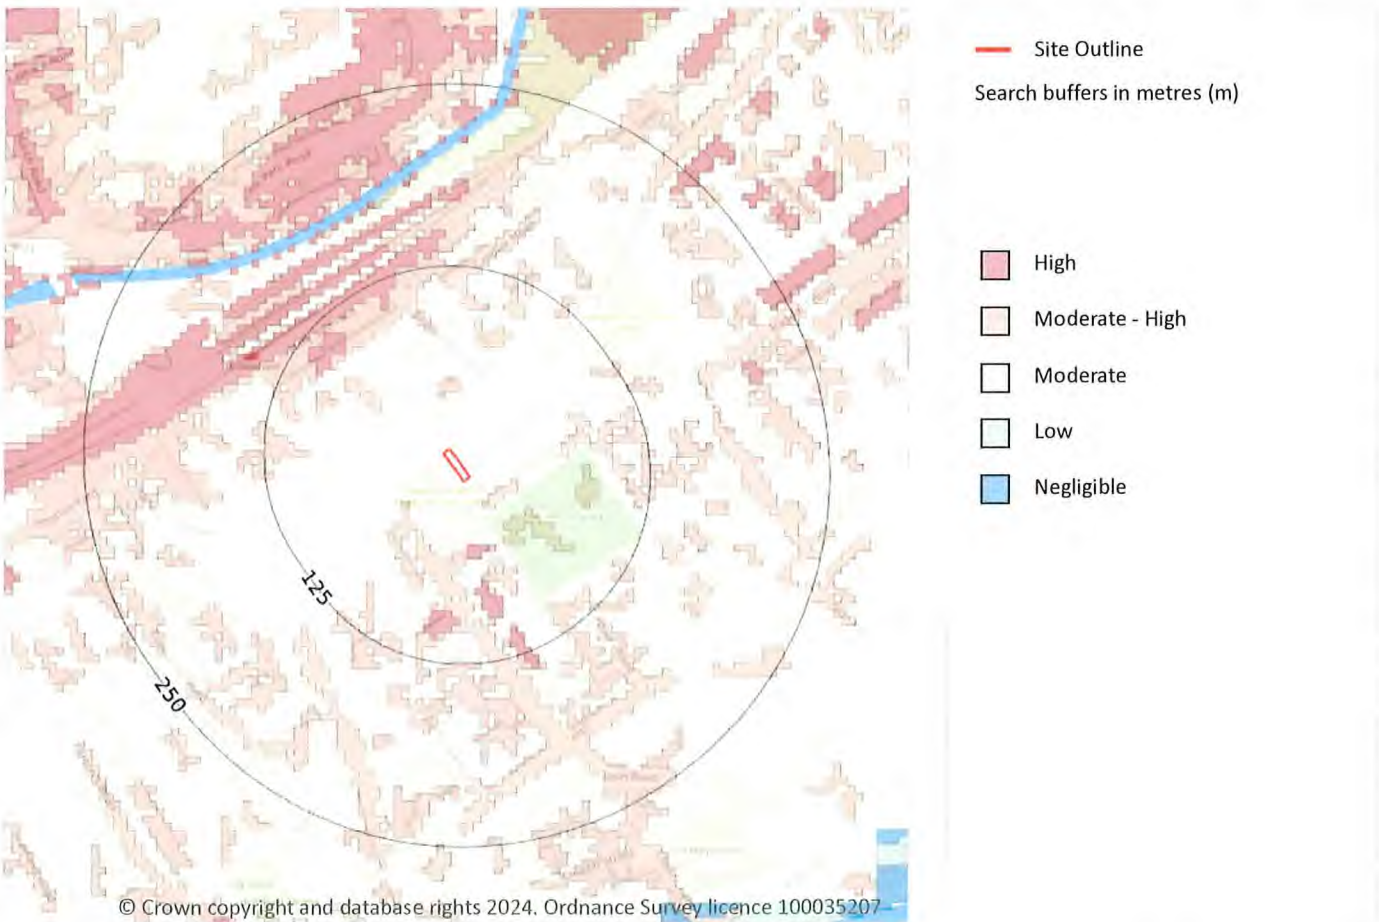 Site Outline
Search buffers in metres (m)
High
Moderate - High
Moderate
Low
Negligible
125
250
© Crown copyright and database rights 2024. Ordnance Survey licence 100035207